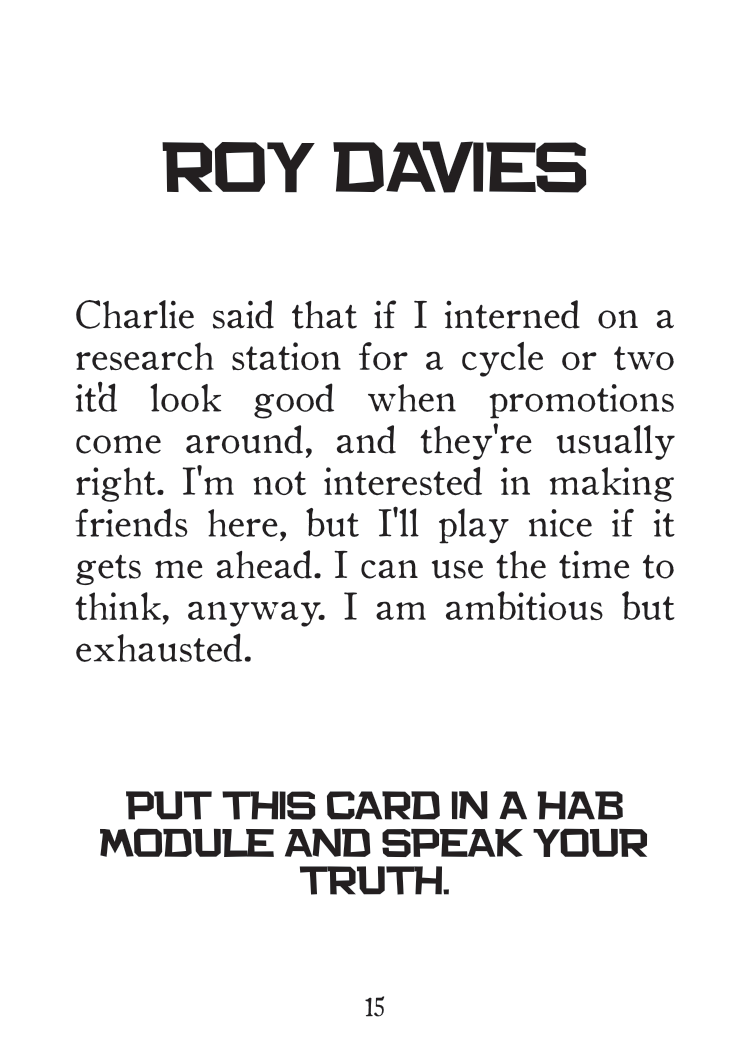 ROY DAVIES
Charlie said that if I interned on a
research station for a cycle or two
it'd look good when promotions
come around, and they're usually
right. I'm not interested in making
friends here, but I'll play nice if it
gets me ahead. I can use the time to
think, anyway. I am ambitious but
exhausted.
PUT THIS CARD IN A HAB
MODULE AND SPEAK YOUR
TRUTH.
15